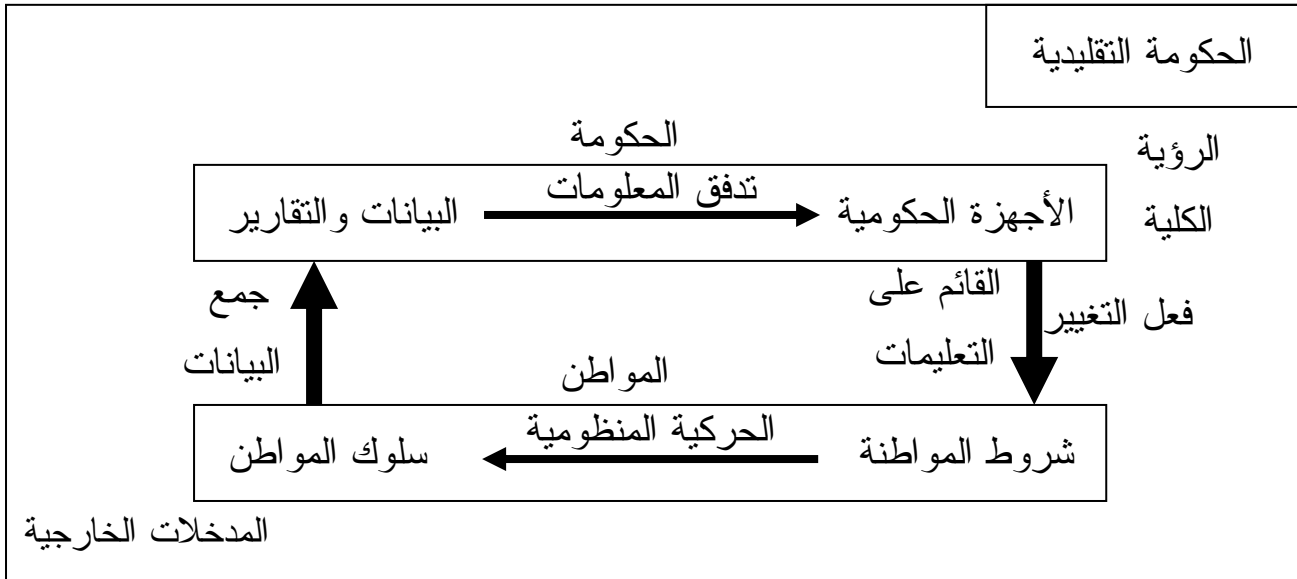 الحكومة التقليدية
الحكومة
الرؤية
الكلية
تدفق المعلومات
الأجهزة الحكومية
البيانات والتقارير
فعل التغيير
القائم على
التعليمات
جمع
البيانات
المواطن
الحركية المنظومية
شروط المواطنة
سلوك المواطن
المدخلات الخارجية